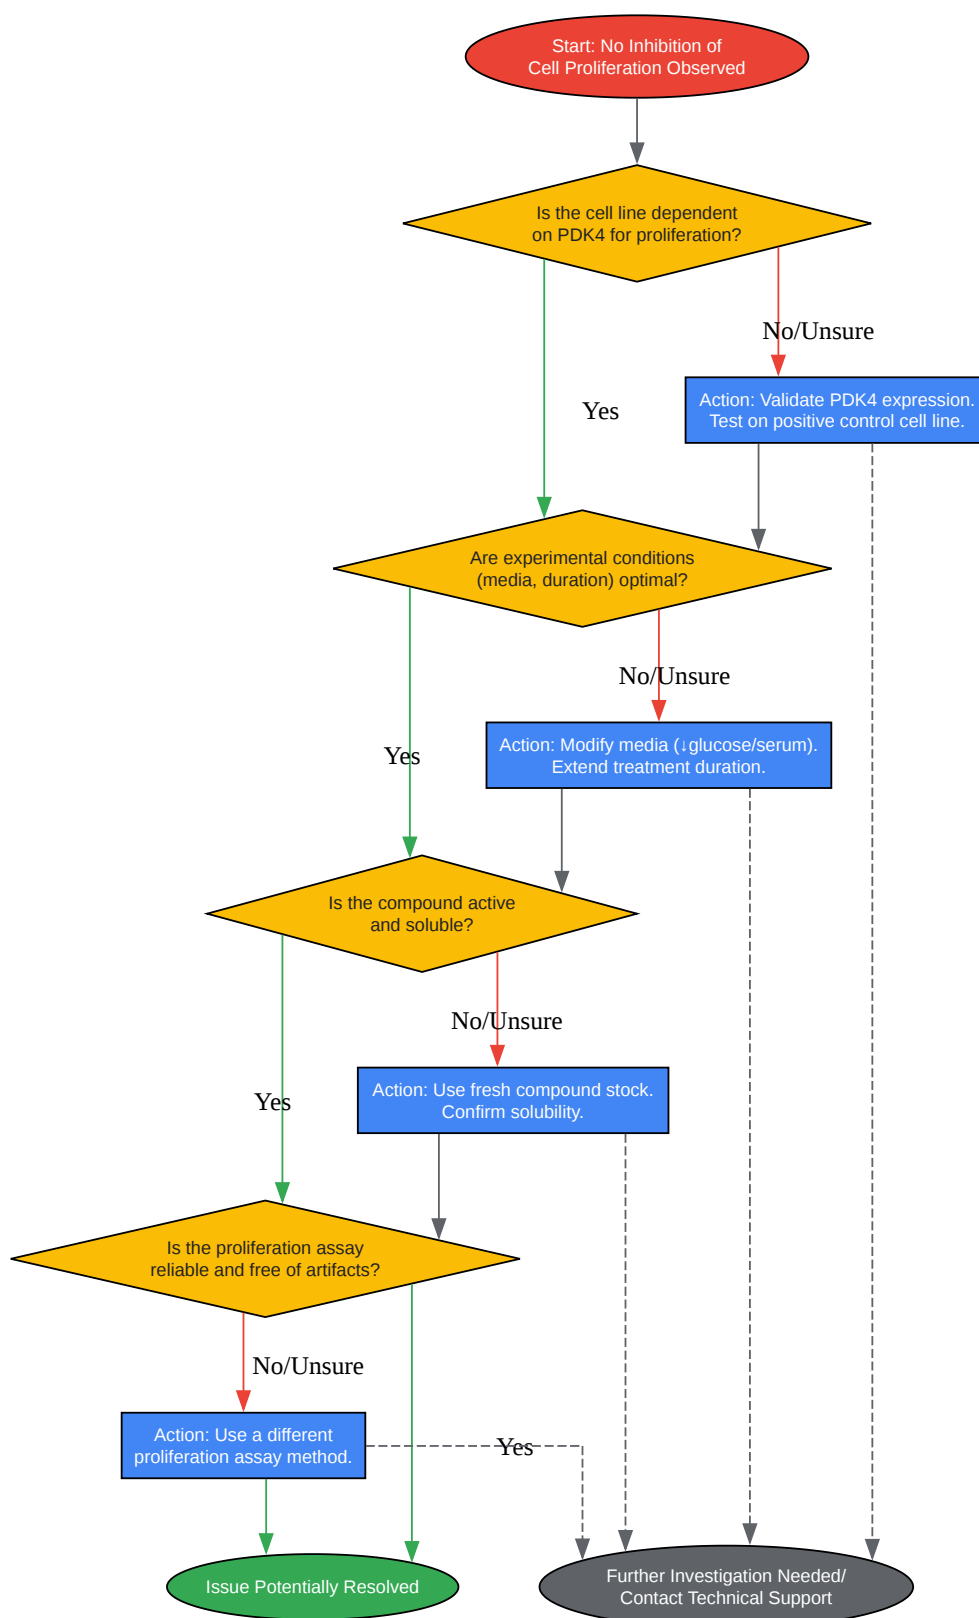 Start: No Inhibition of
Cell Proliferation Observed
Is the cell line dependent
on PDK4 for proliferation?
No/Unsure
Action: Validate PDK4 expression.
Test on positive control cell line.
Yes
Are experimental conditions
(media, duration) optimal?
No/Unsure
Action: Modify media (↓glucose/serum).
Extend treatment duration.
Yes
Is the compound active
and soluble?
No/Unsure
Action: Use fresh compound stock.
Confirm solubility.
Yes
Is the proliferation assay
reliable and free of artifacts?
No/Unsure
Action: Use a different
proliferation assay method.
Yes
Issue Potentially Resolved
Further Investigation Needed/
Contact Technical Support